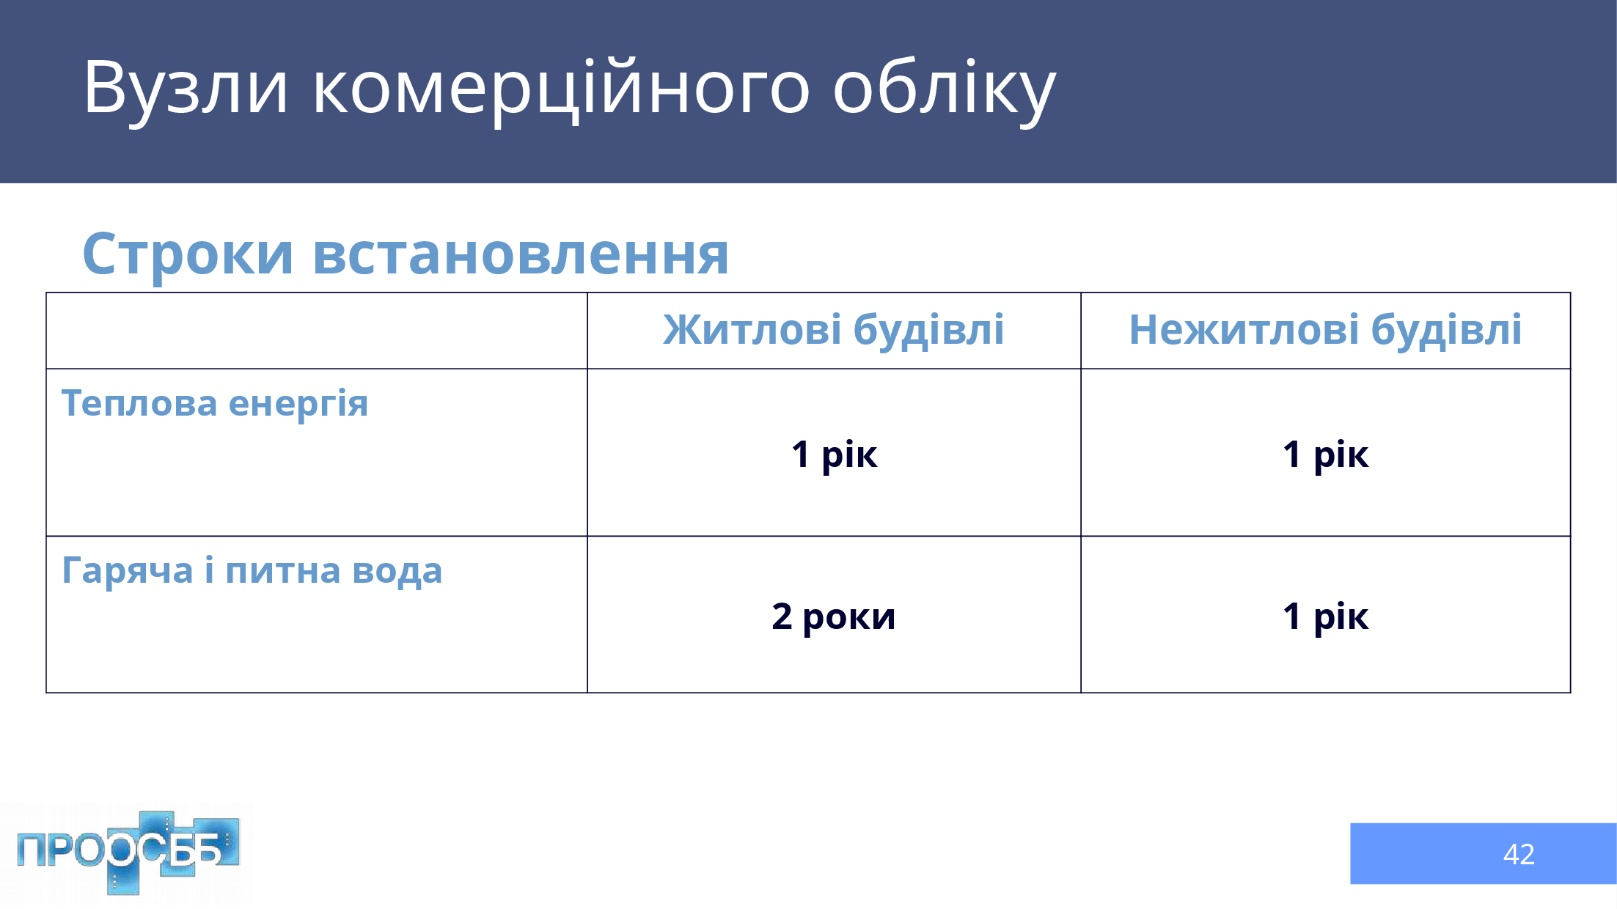 Вузли комерційного обліку
Строки встановлення
Житлові будівлі Нежитлові будівлі
Теплова енергія
1 рік 1 рік
Гаряча і питна вода
2 роки 1 рік
ПРООСББ
42